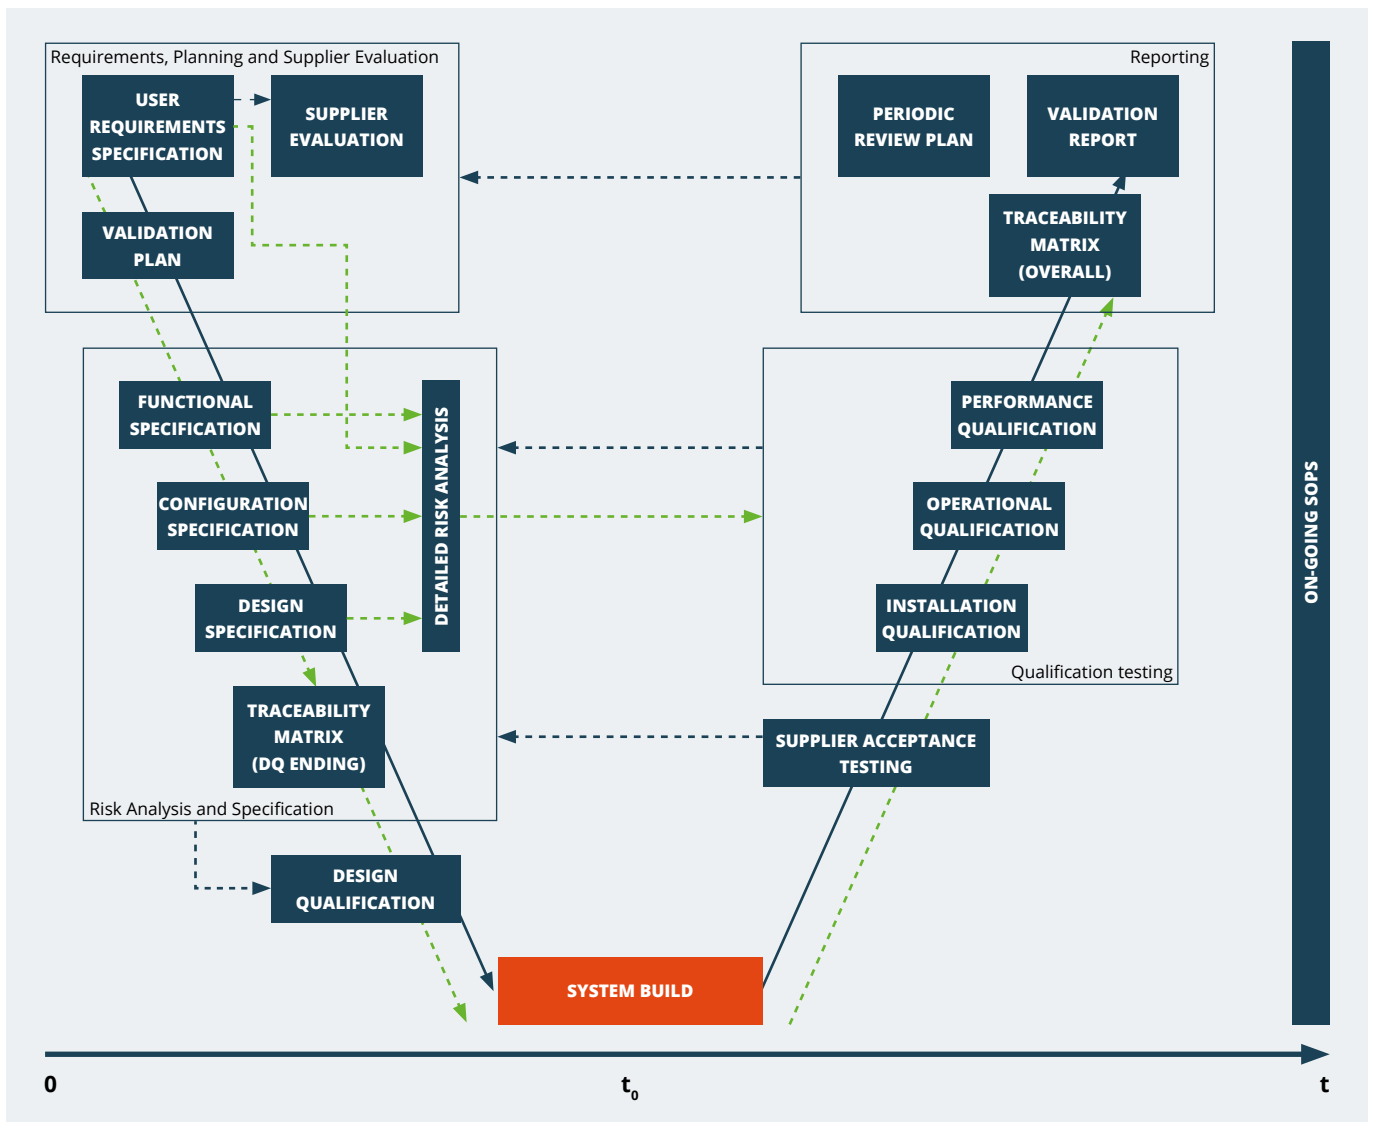 Requirements, Planning and Supplier Evaluation
USER
REQUIREMENTS
SPECIFICATION
SUPPLIER
EVALUATION
VALIDATION
PLAN
Reporting
PERIODIC
REVIEW PLAN
VALIDATION
REPORT
TRACEABILITY
MATRIX
(OVERALL)
FUNCTIONAL
SPECIFICATION
CONFIGURATION
SPECIFICATION
DESIGN
SPECIFICATION
DETAILED RISK ANALYSIS
TRACEABILITY
MATRIX
(DQ ENDING)
Risk Analysis and Specification
PERFORMANCE
QUALIFICATION
OPERATIONAL
QUALIFICATION
INSTALLATION
QUALIFICATION
Qualification testing
SUPPLIER ACCEPTANCE
TESTING
DESIGN
QUALIFICATION
SYSTEM BUILD
ON-GOING SOPS
0
t₀
t